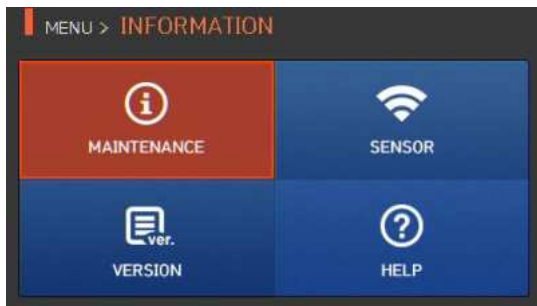 MENU > INFORMATION
MAINTENANCE
SENSOR
ver.
VERSION
HELP